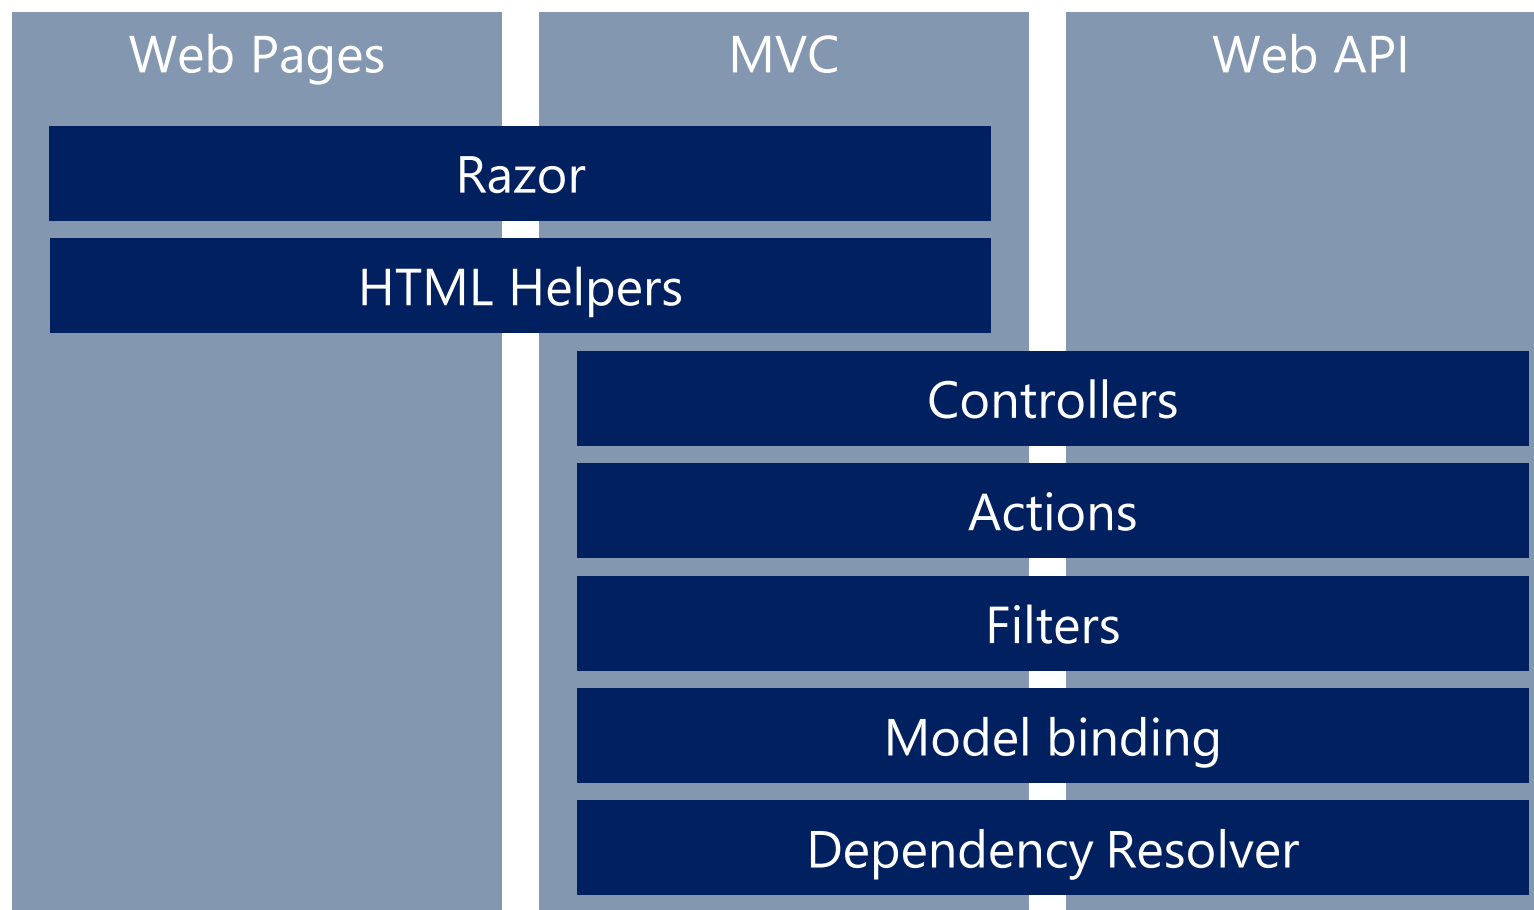 Web Pages
MVC
Web API
Razor
HTML Helpers
Controllers
Actions
Filters
Model binding
Dependency Resolver